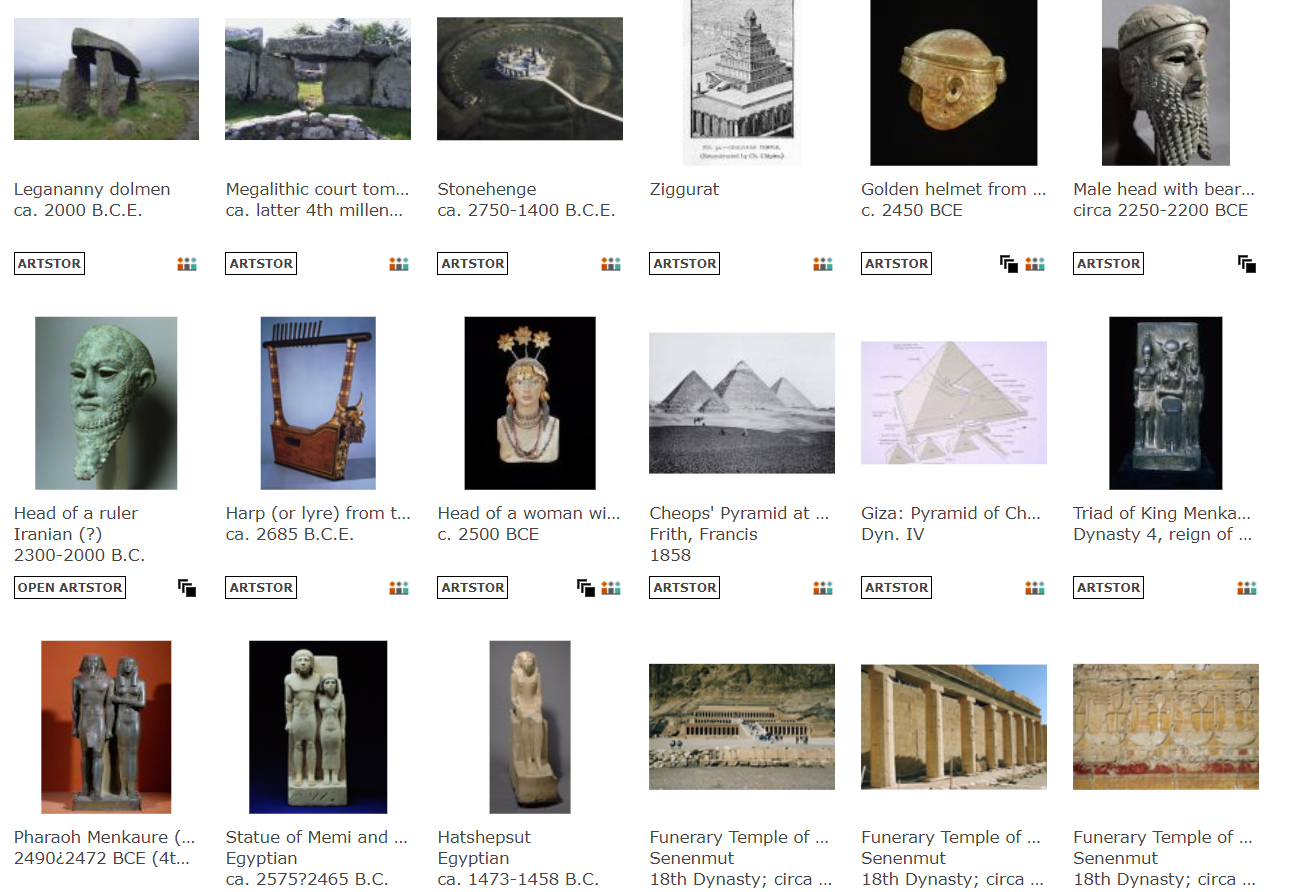 FIG. 52.—CHALDEAN TEMPLE.
(Reconstructed by Ch. Chipiez.)
Legananny dolmen
ca. 2000 B.C.E.
Megalithic court tom...
ca. latter 4th millen...
Stonehenge
ca. 2750-1400 B.C.E.
Ziggurat
Golden helmet from ...
c. 2450 BCE
Male head with bear...
circa 2250-2200 BCE
ARTSTOR
ARTSTOR
ARTSTOR
ARTSTOR
ARTSTOR
ARTSTOR
Head of a ruler
Iranian (?)
2300-2000 B.C.
Harp (or lyre) from t...
ca. 2685 B.C.E.
Head of a woman wi...
c. 2500 BCE
Cheops' Pyramid at ...
Frith, Francis
1858
Giza: Pyramid of Ch...
Dyn. IV
Triad of King Menka...
Dynasty 4, reign of ...
OPEN ARTSTOR
ARTSTOR
ARTSTOR
ARTSTOR
ARTSTOR
ARTSTOR
Pharaoh Menkaure (...
2490¿2472 BCE (4t...
Statue of Memi and ...
Egyptian
ca. 2575?2465 B.C.
Hatshepsut
Egyptian
ca. 1473-1458 B.C.
Funerary Temple of ...
Senenmut
18th Dynasty; circa ...
Funerary Temple of ...
Senenmut
18th Dynasty; circa ...
Funerary Temple of ...
Senenmut
18th Dynasty; circa ...